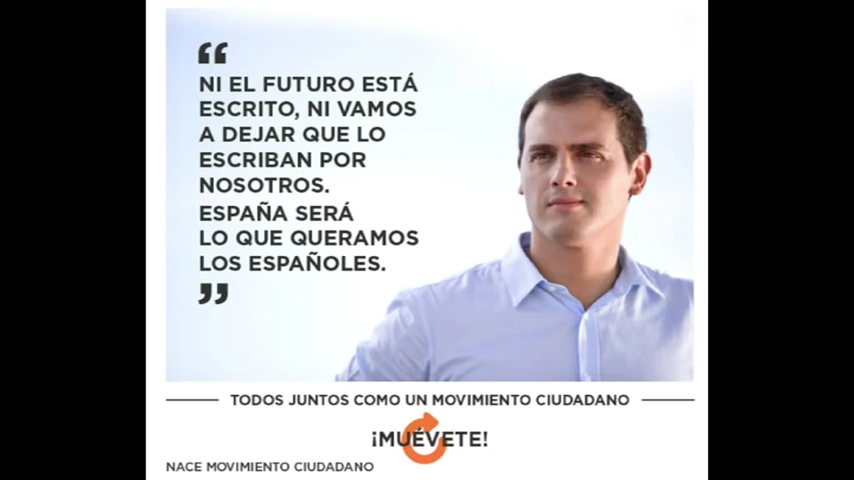 “
NI EL FUTURO ESTÁ
ESCRITO, NI VAMOS
A DEJAR QUE LO
ESCRIBAN POR
NOSOTROS.
ESPAÑA SERÁ
LO QUE QUERAMOS
LOS ESPAÑOLES.
”
TODOS JUNTOS COMO UN MOVIMIENTO CIUDADANO
¡MUÉVETE!
NACE MOVIMIENTO CIUDADANO